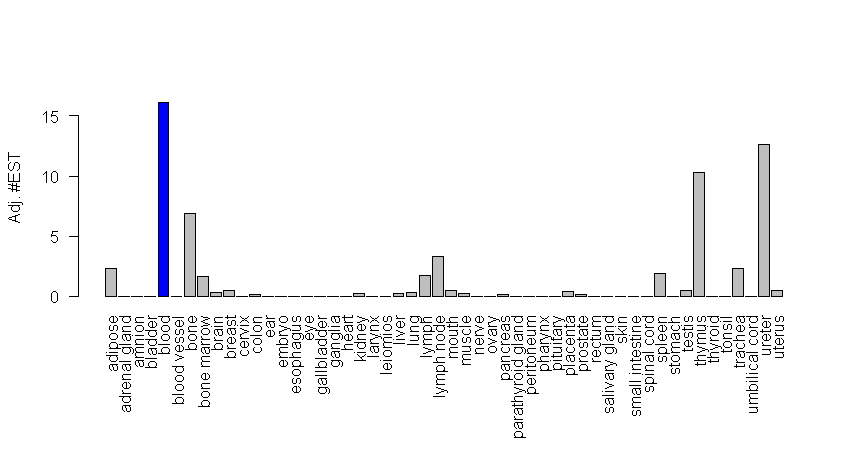 Adj. #EST
15
10
5
0
adipose
adrenal gland
amnion
bladder
blood
blood vessel
bone
bone marrow
brain
breast
cervix
colon
ear
embryo
esophagus
eye
gallbladder
ganglia
heart
kidney
larynx
leiomios
liver
lung
lymph
lymph node
mouth
muscle
nerve
ovary
pancreas
parathyroid gland
peritoneum
pharynx
pituitary
placenta
prostate
rectum
salivary gland
skin
small intestine
spinal cord
spleen
stomach
testis
thymus
thyroid
tonsil
trachea
umbilical cord
ureter
uterus